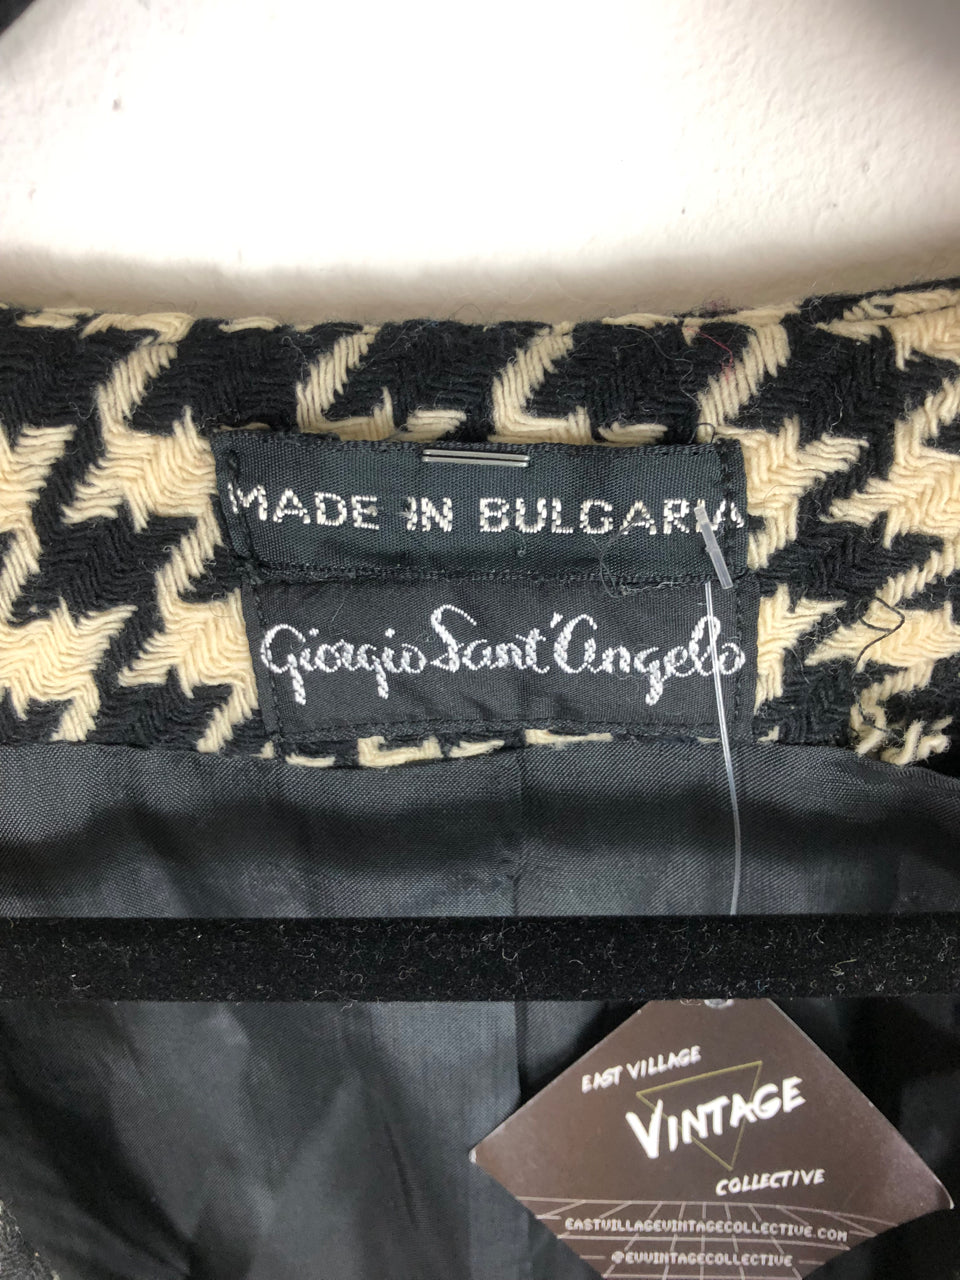 MADE IN BULGARIA
Giorgio Sant'Angelo
EAST VILLAGE
VINTAGE
COLLECTIVE
EASTVILLAGEVINTAGECOLLECTIVE.COM
@EVVINTAGECOLLECTIVE